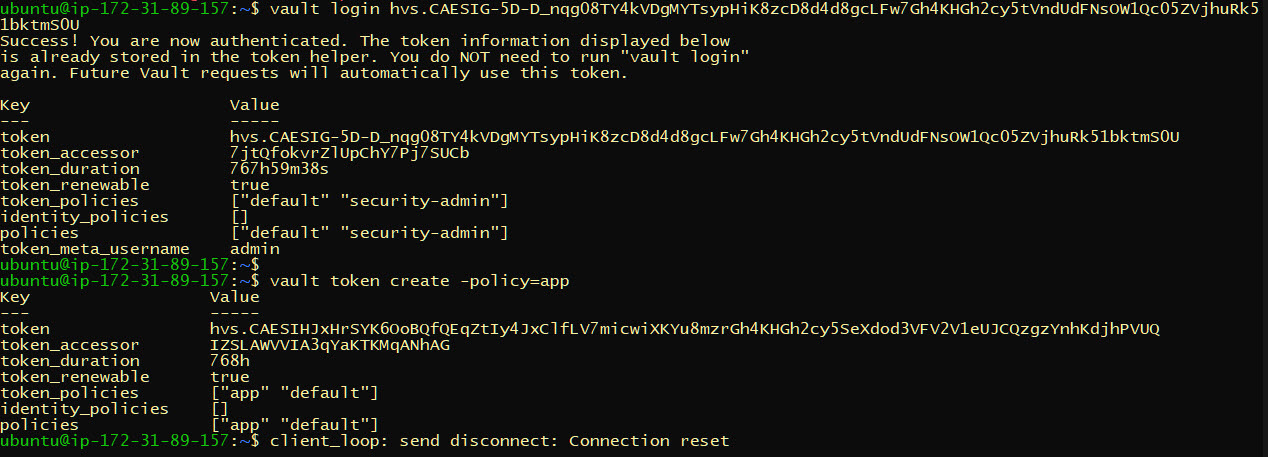 ubuntu@ip-172-31-89-157:~$ vault login hvs.CAESIG-5D-D_nqg08TY4kVDgMYTsypHiK8zcD8d4d8gcLFw7Gh4KHGh2cy5tVndUdFNsOW1Qc05ZVjhuRk5
1bktmS0U
Success! You are now authenticated. The token information displayed below
is already stored in the token helper. You do NOT need to run "vault login"
again. Future Vault requests will automatically use this token.
Key Value
--- -----
token hvs.CAESIG-5D-D_nqg08TY4kVDgMYTsypHiK8zcD8d4d8gcLFw7Gh4KHGh2cy5tVndUdFNsOW1Qc05ZVjhuRk51bktmS0U
token_accessor 7jtQfokvrZlUpChY7Pj7SUCb
token_duration 767h59m38s
token_renewable true
token_policies ["default" "security-admin"]
identity_policies []
policies ["default" "security-admin"]
token_meta_username admin
ubuntu@ip-172-31-89-157:~$
ubuntu@ip-172-31-89-157:~$ vault token create -policy=app
Key Value
--- -----
token hvs.CAESIHJxHrSYK6OoBQfQEqZtIy4JxClfLV7micwiXKYu8mzrGh4KHGh2cy5SeXdod3VFV2V1eUJCQzgzYnhKdjhPVUQ
token_accessor IZSLAWVVIA3qYaKTKMqANhAG
token_duration 768h
token_renewable true
token_policies ["app" "default"]
identity_policies []
policies ["app" "default"]
ubuntu@ip-172-31-89-157:~$ client_loop: send disconnect: Connection reset